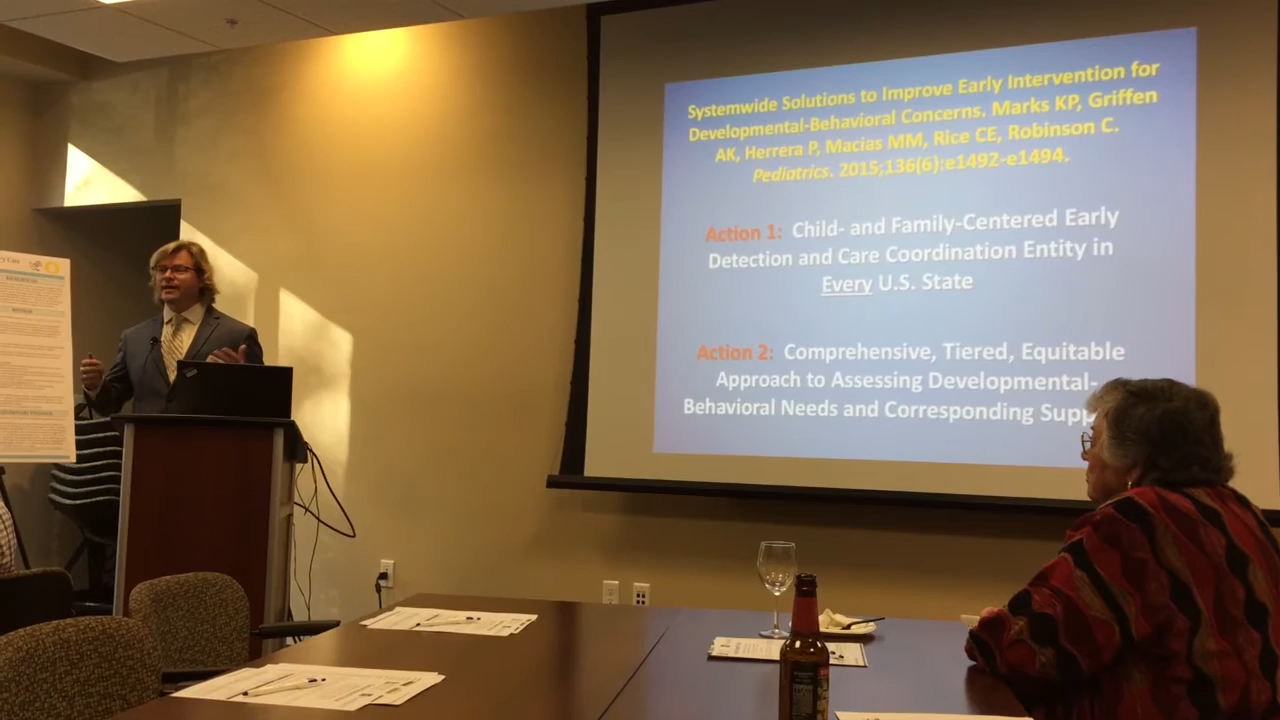 Systemwide Solutions to Improve Early Intervention for
Developmental-Behavioral Concerns. Marks KP, Griffen
AK, Herrera P, Macias MM, Rice CE, Robinson C.
Pediatrics. 2015;136(6):e1492-e1494.
Action 1: Child- and Family-Centered Early
Detection and Care Coordination Entity in
Every U.S. State
Action 2: Comprehensive, Tiered, Equitable
Approach to Assessing Developmental-
Behavioral Needs and Corresponding Supp